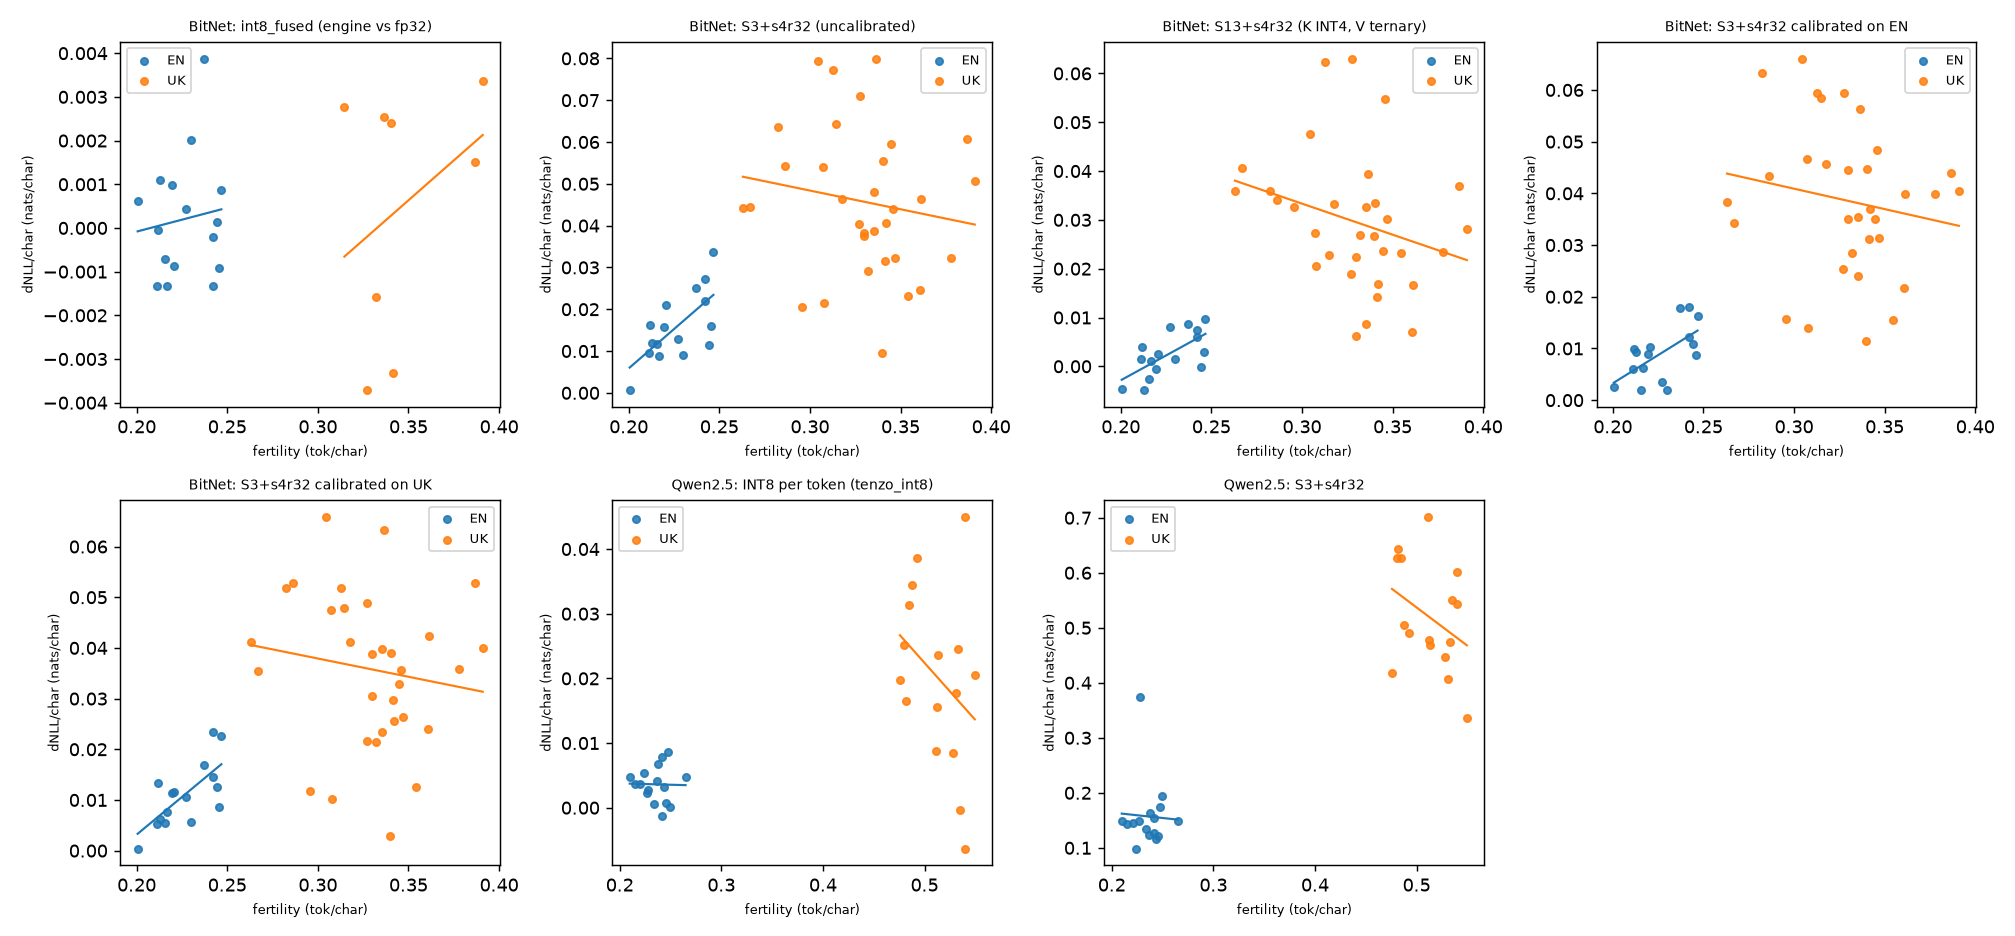 BitNet: int8_fused (engine vs fp32)
EN
UK
0.004
0.003
0.002
0.001
0.000
−0.001
−0.002
−0.003
−0.004
dNLL/char (nats/char)
0.20 0.25 0.30 0.35 0.40
fertility (tok/char)
BitNet: S3+s4r32 (uncalibrated)
EN
UK
0.08
0.07
0.06
0.05
0.04
0.03
0.02
0.01
0.00
dNLL/char (nats/char)
0.20 0.25 0.30 0.35 0.40
fertility (tok/char)
BitNet: S13+s4r32 (K INT4, V ternary)
EN
UK
0.06
0.05
0.04
0.03
0.02
0.01
0.00
dNLL/char (nats/char)
0.20 0.25 0.30 0.35 0.40
fertility (tok/char)
BitNet: S3+s4r32 calibrated on EN
EN
UK
0.06
0.05
0.04
0.03
0.02
0.01
0.00
dNLL/char (nats/char)
0.20 0.25 0.30 0.35 0.40
fertility (tok/char)
BitNet: S3+s4r32 calibrated on UK
EN
UK
0.06
0.05
0.04
0.03
0.02
0.01
0.00
dNLL/char (nats/char)
0.20 0.25 0.30 0.35 0.40
fertility (tok/char)
Qwen2.5: INT8 per token (tenzo_int8)
EN
UK
0.04
0.03
0.02
0.01
0.00
dNLL/char (nats/char)
0.2 0.3 0.4 0.5
fertility (tok/char)
Qwen2.5: S3+s4r32
EN
UK
0.7
0.6
0.5
0.4
0.3
0.2
0.1
dNLL/char (nats/char)
0.2 0.3 0.4 0.5
fertility (tok/char)